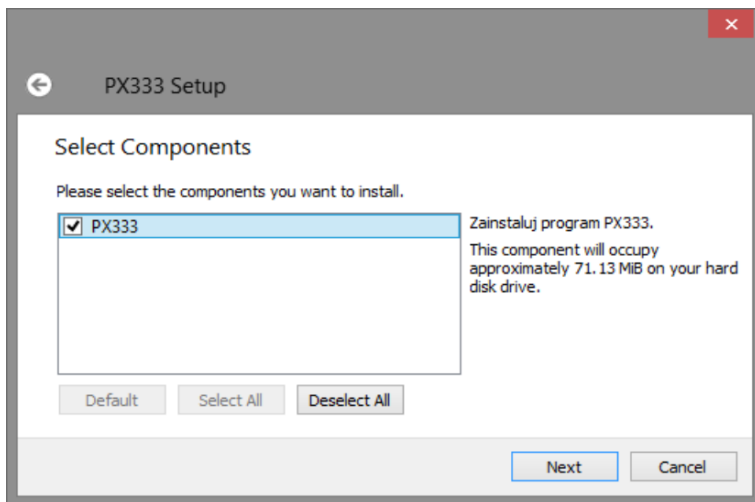 PX333 Setup
Select Components
Please select the components you want to install.
PX333
Zainstaluj program PX333.
This component will occupy
approximately 71.13 MiB on your hard
disk drive.
Default
Select All
Deselect All
Next
Cancel